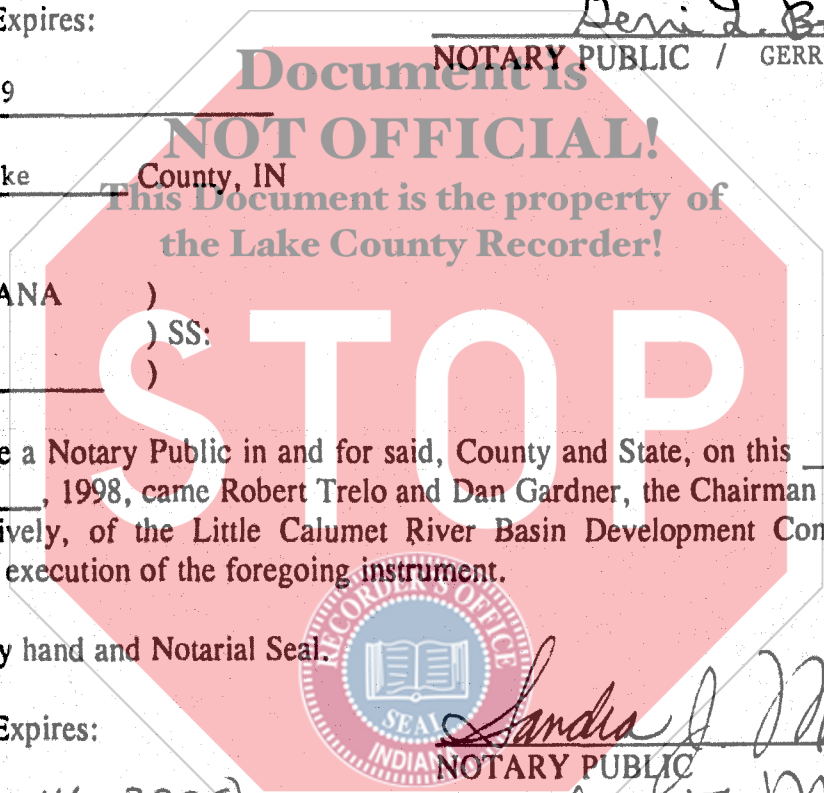 Expires:
NOTARY PUBLIC / GERR
Document is
9
NOT OFFICIAL!
ke County, IN
This Document is the property of
the Lake County Recorder!
ANA )
) SS:
)
STOP
e a Notary Public in and for said, County and State, on this
, 1998, came Robert Trelo and Dan Gardner, the Chairman
ively, of the Little Calumet River Basin Development Con
execution of the foregoing instrument.
RECORDER'S OFFICE
SEAL
INDIANA
y hand and Notarial Seal.
Expires:
Sandra J
NOTARY PUBLIC